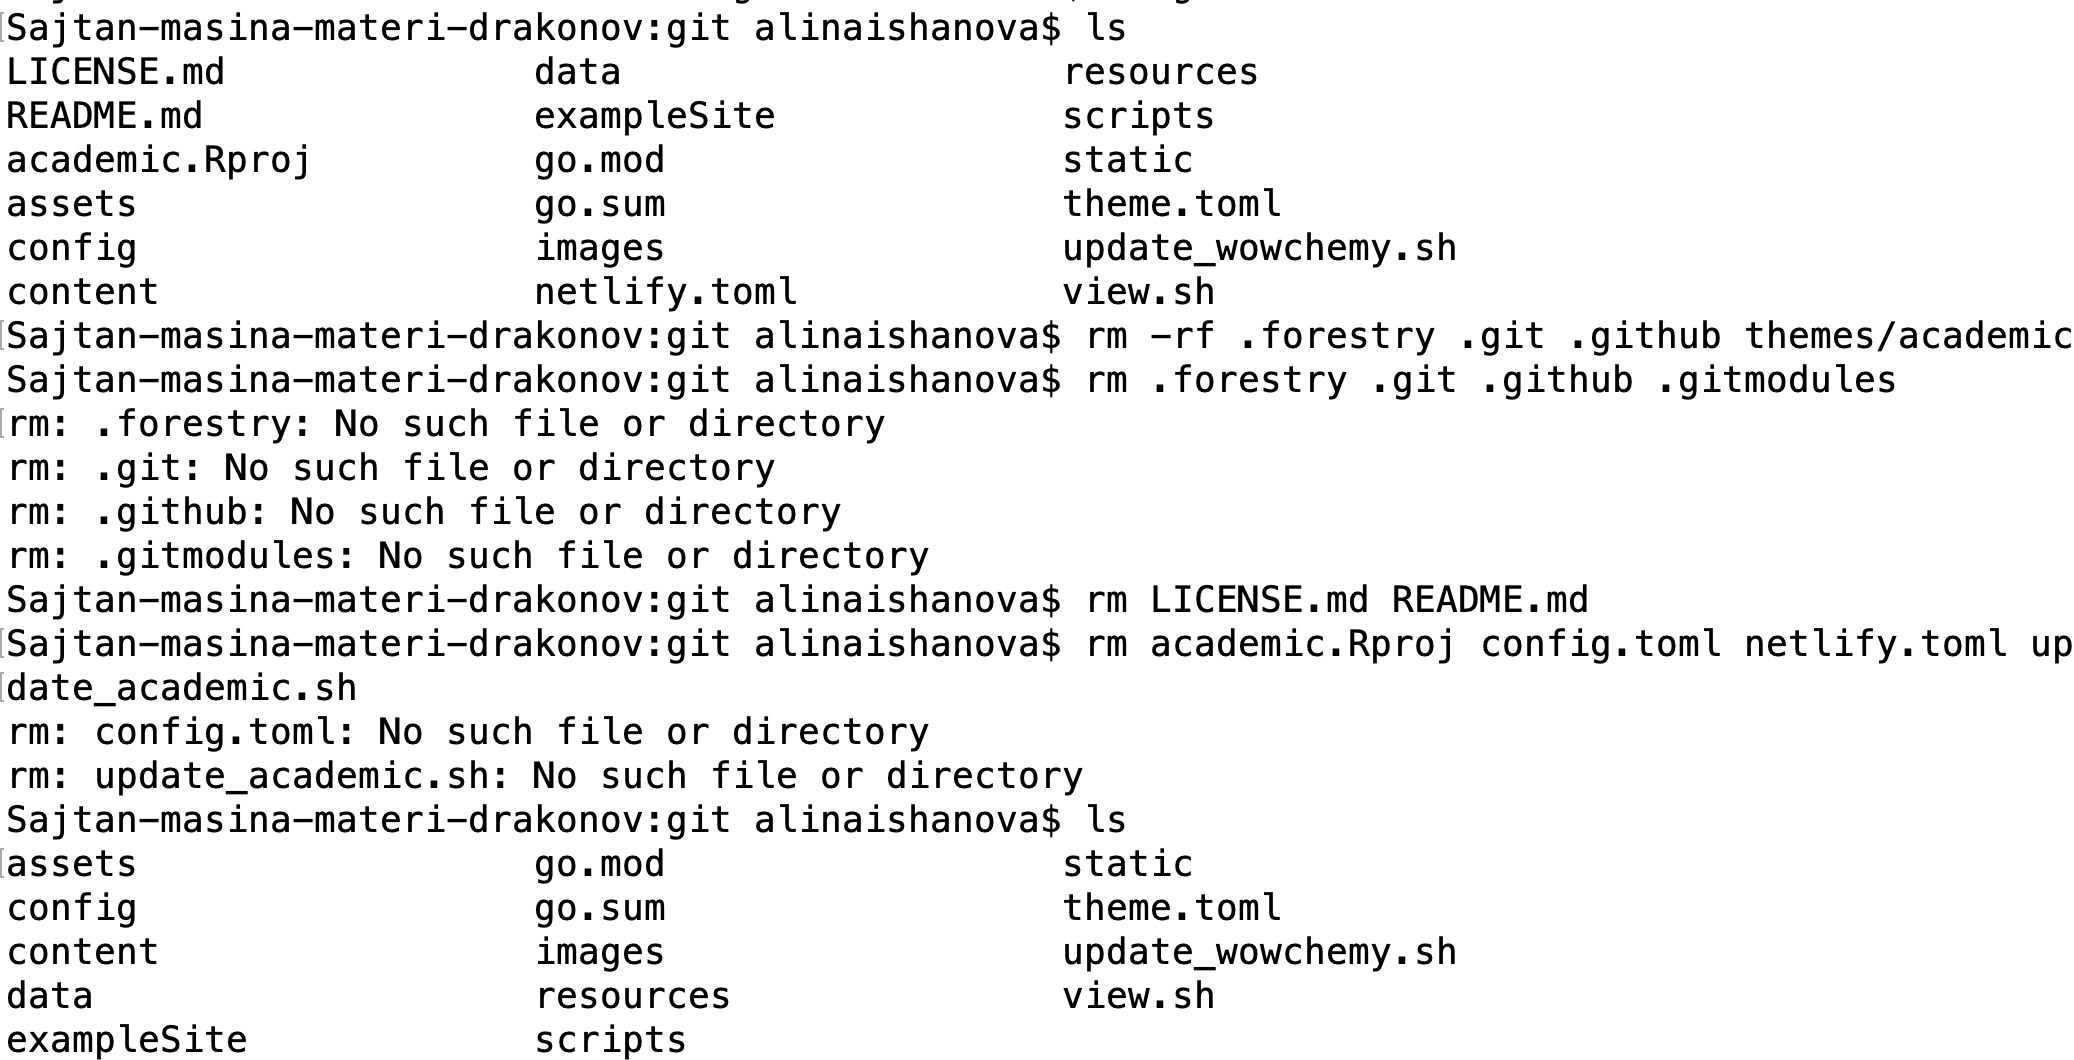 Sajtan-masina-materi-drakonov:git alinaishanova$ ls
LICENSE.md data resources
README.md exampleSite scripts
academic.Rproj go.mod static
assets go.sum theme.toml
config images update_wowchemy.sh
content netlify.toml view.sh
Sajtan-masina-materi-drakonov:git alinaishanova$ rm -rf .forestry .git .github themes/academic
Sajtan-masina-materi-drakonov:git alinaishanova$ rm .forestry .git .github .gitmodules
rm: .forestry: No such file or directory
rm: .git: No such file or directory
rm: .github: No such file or directory
rm: .gitmodules: No such file or directory
Sajtan-masina-materi-drakonov:git alinaishanova$ rm LICENSE.md README.md
Sajtan-masina-materi-drakonov:git alinaishanova$ rm academic.Rproj config.toml netlify.toml up
date_academic.sh
rm: config.toml: No such file or directory
rm: update_academic.sh: No such file or directory
Sajtan-masina-materi-drakonov:git alinaishanova$ ls
assets go.mod static
config go.sum theme.toml
content images update_wowchemy.sh
data resources view.sh
exampleSite scripts